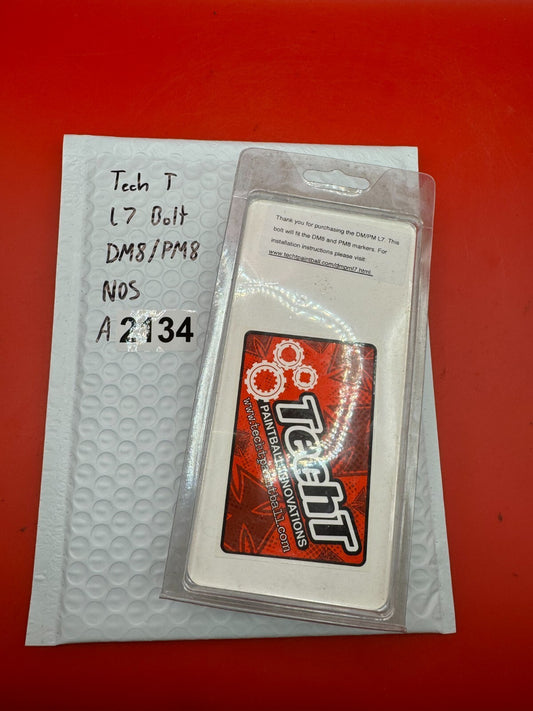 Tech T
L7 Bolt
DM8/PM8
NOS
A 2134
Thank you for purchasing the DM/PM L7. This
bolt will fit the DM8 and PM8 markers. For
installation instructions please visit:
www.techtpaintball.com/dmpml7.html
TechT
PAINTBALL INNOVATIONS
www.techtpaintball.com